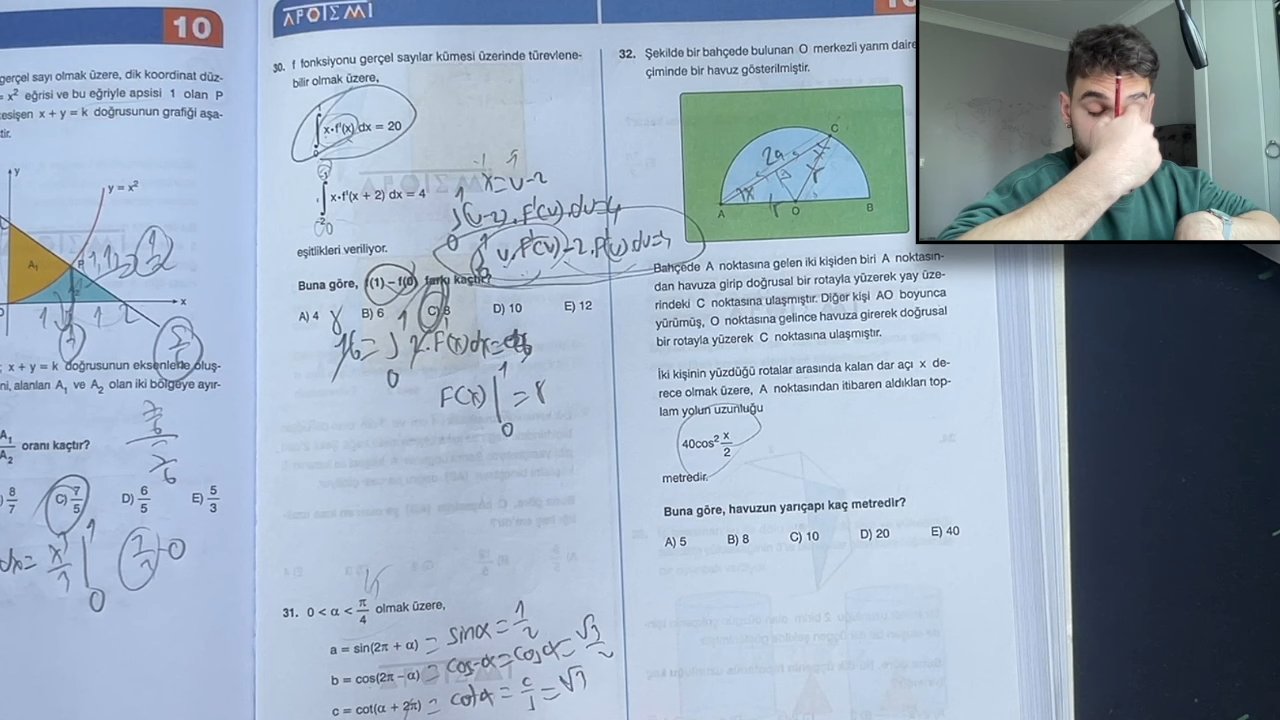 10
gerçel sayı olmak üzere, dik koordinat düz-
= x² eğrisi ve bu eğriyle apsisi 1 olan P
kesişen x + y = k doğrusunun grafiği aşa-
tir.
y
y = x²
A₁
x
; x + y = k doğrusunun eksenlerle oluş-
ni, alanları A₁ ve A₂ olan iki bölgeye ayır-
A₁/A₂ oranı kaçtır?
8/7 C) 7/5 D) 6/5 E) 5/3
30. f fonksiyonu gerçel sayılar kümesi üzerinde türevlene-
bilir olmak üzere,
x·f'(x) dx = 20
x·f'(x + 2) dx = 4
x=u-2
eşitlikleri veriliyor.
Buna göre, f(1) – f(0) farkı kaçtır?
A) 4 B) 6 C) 8 D) 10 E) 12
F(x) | = 8
1
0
31. 0 < α < π/4 olmak üzere,
a = sin(2π + α) = sinα = 1/2
b = cos(2π – α) = cos-α = cosα = √3/2
c = cot(α + 2π) = cotα = = √3
32. Şekilde bir bahçede bulunan O merkezli yarım daire
çiminde bir havuz gösterilmiştir.
C
2a
r
A
r
O
B
Bahçede A noktasına gelen iki kişiden biri A noktasın-
dan havuza girip doğrusal bir rotayla yüzerek yay üze-
rindeki C noktasına ulaşmıştır. Diğer kişi AO boyunca
yürümüş, O noktasına gelince havuza girerek doğrusal
bir rotayla yüzerek C noktasına ulaşmıştır.
İki kişinin yüzdüğü rotalar arasında kalan dar açı x de-
rece olmak üzere, A noktasından itibaren aldıkları top-
lam yolun uzunluğu
40cos² x/2
metredir.
Buna göre, havuzun yarıçapı kaç metredir?
A) 5 B) 8 C) 10 D) 20 E) 40